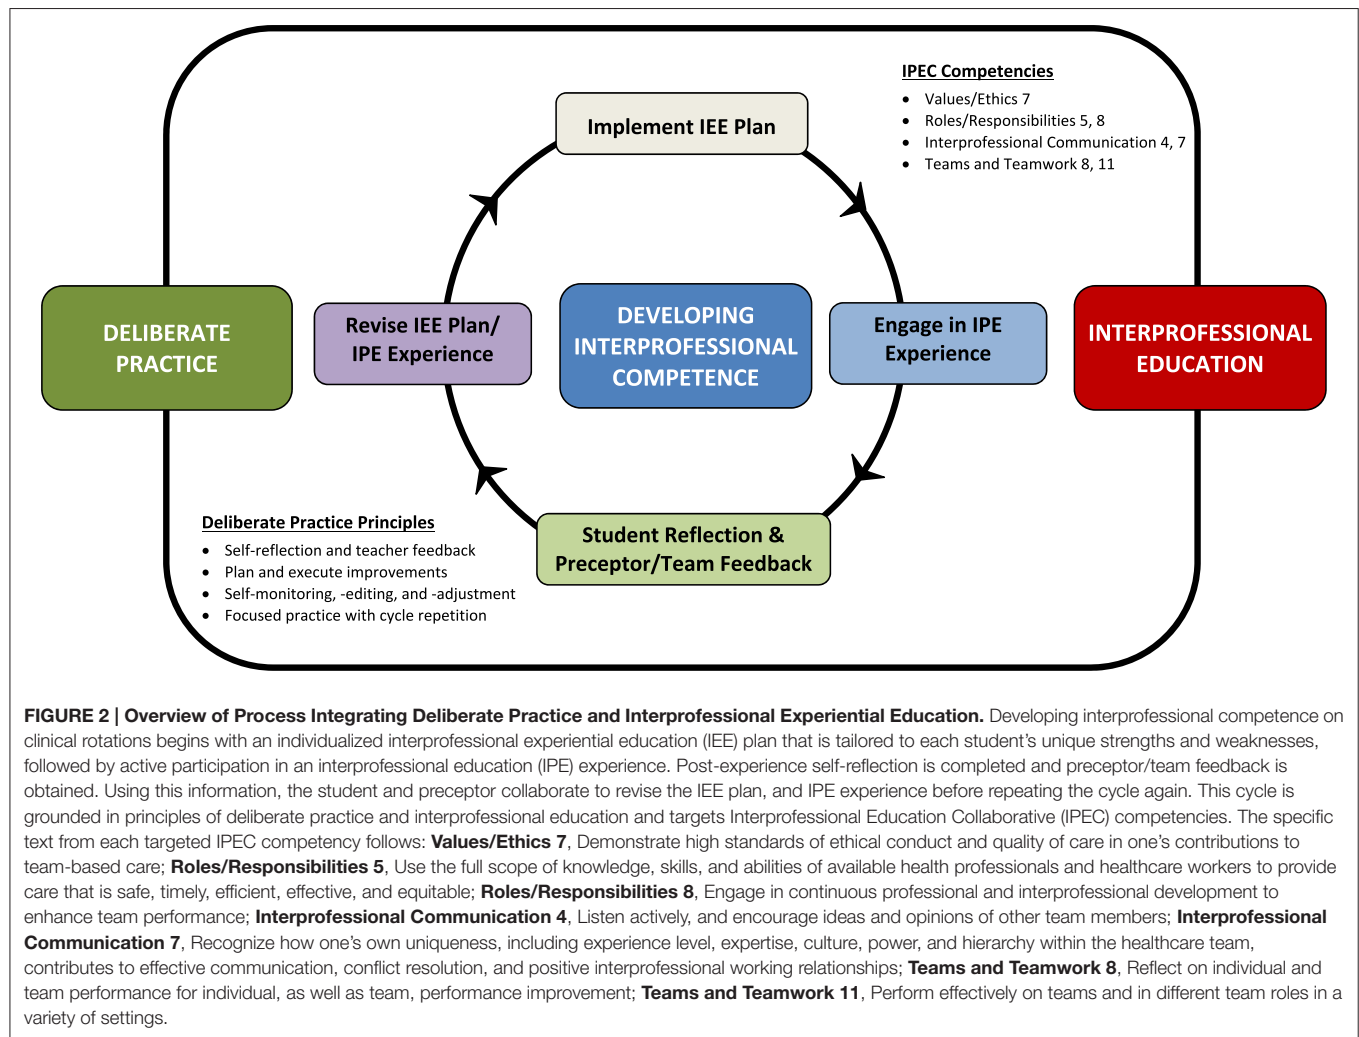 IPEC Competencies
• Values/Ethics 7
• Roles/Responsibilities 5, 8
• Interprofessional Communication 4, 7
• Teams and Teamwork 8, 11
Implement IEE Plan
DELIBERATE
PRACTICE
Revise IEE Plan/
IPE Experience
DEVELOPING
INTERPROFESSIONAL
COMPETENCE
Engage in IPE
Experience
INTERPROFESSIONAL
EDUCATION
Student Reflection &
Preceptor/Team Feedback
Deliberate Practice Principles
• Self-reflection and teacher feedback
• Plan and execute improvements
• Self-monitoring, -editing, and -adjustment
• Focused practice with cycle repetition
FIGURE 2 | Overview of Process Integrating Deliberate Practice and Interprofessional Experiential Education. Developing interprofessional competence on
clinical rotations begins with an individualized interprofessional experiential education (IEE) plan that is tailored to each student's unique strengths and weaknesses,
followed by active participation in an interprofessional education (IPE) experience. Post-experience self-reflection is completed and preceptor/team feedback is
obtained. Using this information, the student and preceptor collaborate to revise the IEE plan, and IPE experience before repeating the cycle again. This cycle is
grounded in principles of deliberate practice and interprofessional education and targets Interprofessional Education Collaborative (IPEC) competencies. The specific
text from each targeted IPEC competency follows: Values/Ethics 7, Demonstrate high standards of ethical conduct and quality of care in one's contributions to
team-based care; Roles/Responsibilities 5, Use the full scope of knowledge, skills, and abilities of available health professionals and healthcare workers to provide
care that is safe, timely, efficient, effective, and equitable; Roles/Responsibilities 8, Engage in continuous professional and interprofessional development to
enhance team performance; Interprofessional Communication 4, Listen actively, and encourage ideas and opinions of other team members; Interprofessional
Communication 7, Recognize how one's own uniqueness, including experience level, expertise, culture, power, and hierarchy within the healthcare team,
contributes to effective communication, conflict resolution, and positive interprofessional working relationships; Teams and Teamwork 8, Reflect on individual and
team performance for individual, as well as team, performance improvement; Teams and Teamwork 11, Perform effectively on teams and in different team roles in a
variety of settings.